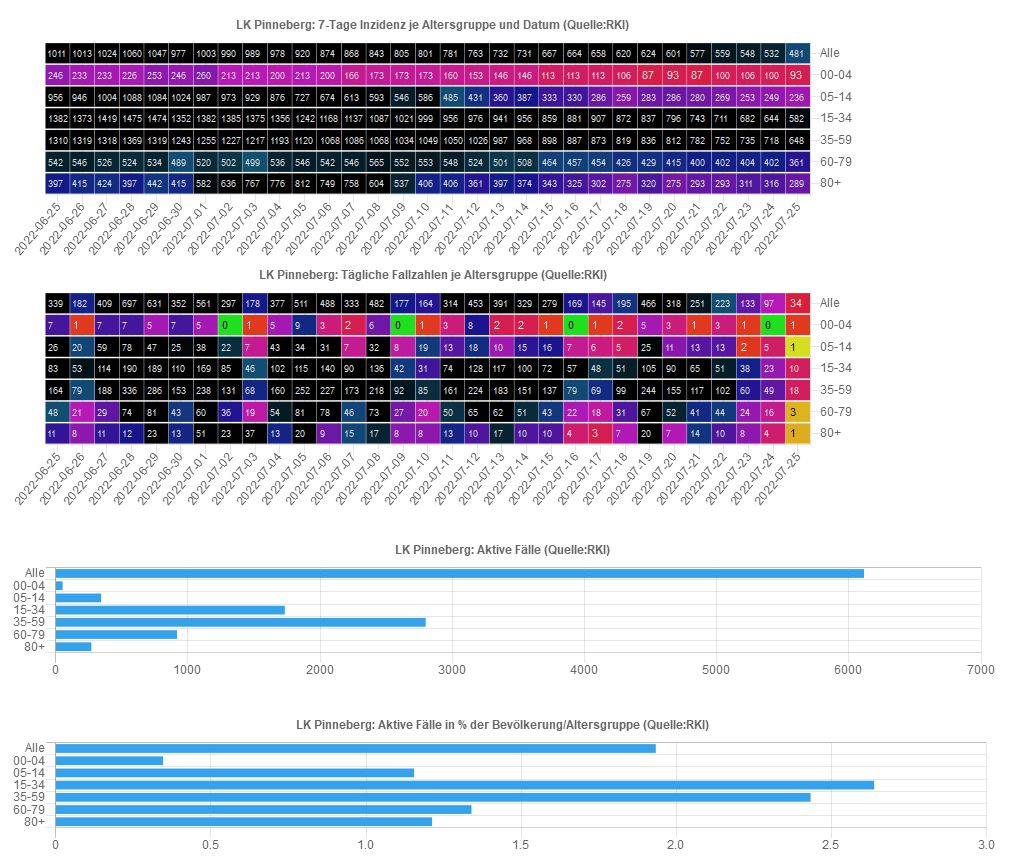 LK Pinneberg: 7-Tage Inzidenz je Altersgruppe und Datum (Quelle:RKI)
1011 1013 1024 1060 1047 977 1003 990 989 978 920 874 868 843 805 801 781 763 732 731 667 664 658 620 624 601 577 559 548 532 481 Alle
246 233 233 226 253 246 260 213 213 200 213 200 166 173 173 173 160 153 146 146 113 113 113 106 87 93 87 100 106 100 93 00-04
956 946 1004 1088 1084 1024 987 973 929 876 727 674 613 593 546 586 485 431 360 387 333 330 286 259 283 286 280 269 253 249 236 05-14
1382 1373 1419 1475 1474 1352 1382 1385 1375 1356 1242 1168 1137 1087 1021 999 956 976 941 956 859 881 907 872 837 796 743 711 682 644 582 15-34
1310 1319 1318 1369 1319 1243 1255 1227 1217 1193 1120 1068 1086 1068 1034 1049 1050 1026 987 968 898 887 873 819 836 812 782 752 735 718 648 35-59
542 546 526 524 534 489 520 502 499 536 546 546 565 552 553 548 524 501 508 464 457 454 426 429 415 400 402 404 402 361 60-79
397 415 424 397 442 415 582 636 767 776 812 749 758 604 537 406 406 361 397 374 343 325 302 275 320 275 293 293 311 316 289 80+
2022-06-25 2022-06-26 2022-06-27 2022-06-28 2022-06-29 2022-06-30 2022-07-01 2022-07-02 2022-07-03 2022-07-04 2022-07-05 2022-07-06 2022-07-07 2022-07-08 2022-07-09 2022-07-10 2022-07-11 2022-07-12 2022-07-13 2022-07-14 2022-07-15 2022-07-16 2022-07-17 2022-07-18 2022-07-19 2022-07-20 2022-07-21 2022-07-22 2022-07-23 2022-07-24 2022-07-25
LK Pinneberg: Tägliche Fallzahlen je Altersgruppe (Quelle:RKI)
339 182 409 697 631 352 561 297 178 377 511 488 333 482 177 164 314 453 391 329 279 169 145 195 466 318 251 223 133 97 34 Alle
7 1 7 7 5 7 5 0 1 5 9 3 2 6 0 1 3 8 2 2 1 0 1 2 5 3 1 3 1 0 1 00-04
26 20 59 78 47 25 38 22 7 43 34 31 7 32 8 19 13 18 10 15 16 7 6 5 25 11 13 13 2 5 1 05-14
83 53 114 190 189 110 169 85 46 102 115 140 90 136 42 31 74 128 117 100 72 57 48 51 105 90 65 51 38 23 10 15-34
164 79 188 336 286 153 238 131 68 160 252 227 173 218 92 85 161 224 183 151 137 79 69 99 244 155 117 102 60 49 18 35-59
48 21 29 74 81 43 60 36 19 54 81 78 46 73 27 20 50 65 62 51 43 22 18 31 67 52 41 44 24 16 3 60-79
11 8 11 12 23 13 51 23 37 13 20 9 15 17 8 8 13 10 17 10 10 4 3 7 20 7 14 10 8 4 1 80+
2022-06-25 2022-06-26 2022-06-27 2022-06-28 2022-06-29 2022-06-30 2022-07-01 2022-07-02 2022-07-03 2022-07-04 2022-07-05 2022-07-06 2022-07-07 2022-07-08 2022-07-09 2022-07-10 2022-07-11 2022-07-12 2022-07-13 2022-07-14 2022-07-15 2022-07-16 2022-07-17 2022-07-18 2022-07-19 2022-07-20 2022-07-21 2022-07-22 2022-07-23 2022-07-24 2022-07-25
LK Pinneberg: Aktive Fälle (Quelle:RKI)
Alle
00-04
05-14
15-34
35-59
60-79
80+
0 1000 2000 3000 4000 5000 6000 7000
LK Pinneberg: Aktive Fälle in % der Bevölkerung/Altersgruppe (Quelle:RKI)
Alle
00-04
05-14
15-34
35-59
60-79
80+
0 0.5 1.0 1.5 2.0 2.5 3.0